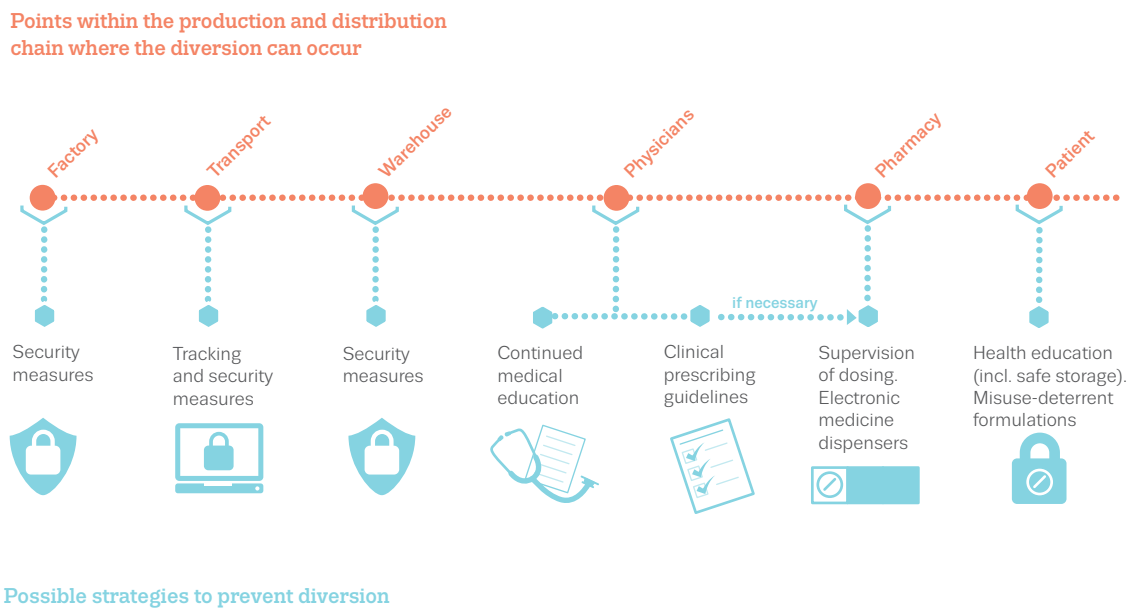 Points within the production and distribution
chain where the diversion can occur
Factory
Transport
Warehouse
Physicians
Pharmacy
Patient
if necessary
Security
measures
Tracking
and security
measures
Security
measures
Continued
medical
education
Clinical
prescribing
guidelines
Supervision
of dosing.
Electronic
medicine
dispensers
Health education
(incl. safe storage).
Misuse-deterrent
formulations
Possible strategies to prevent diversion